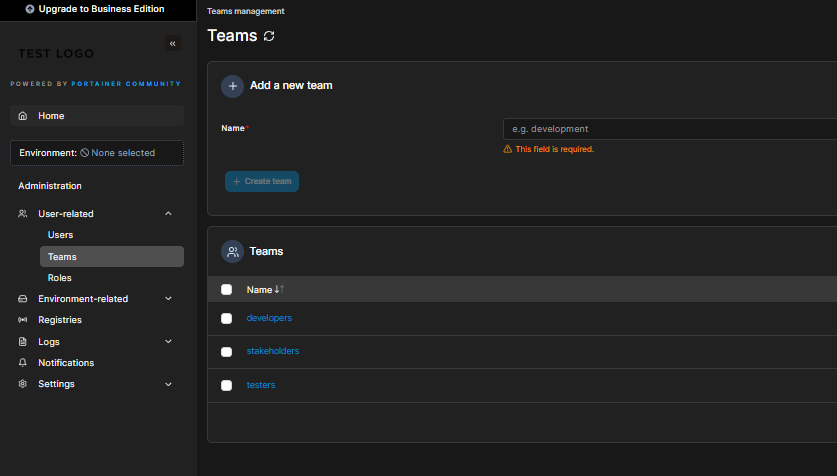 Upgrade to Business Edition
TEST LOGO
POWERED BY PORTAINER COMMUNITY
Home
Environment: None selected
Administration
User-related
Users
Teams
Roles
Environment-related
Registries
Logs
Notifications
Settings
Teams management
Teams
Add a new team
Name*
e.g. development
This field is required.
+ Create team
Teams
Name
developers
stakeholders
testers